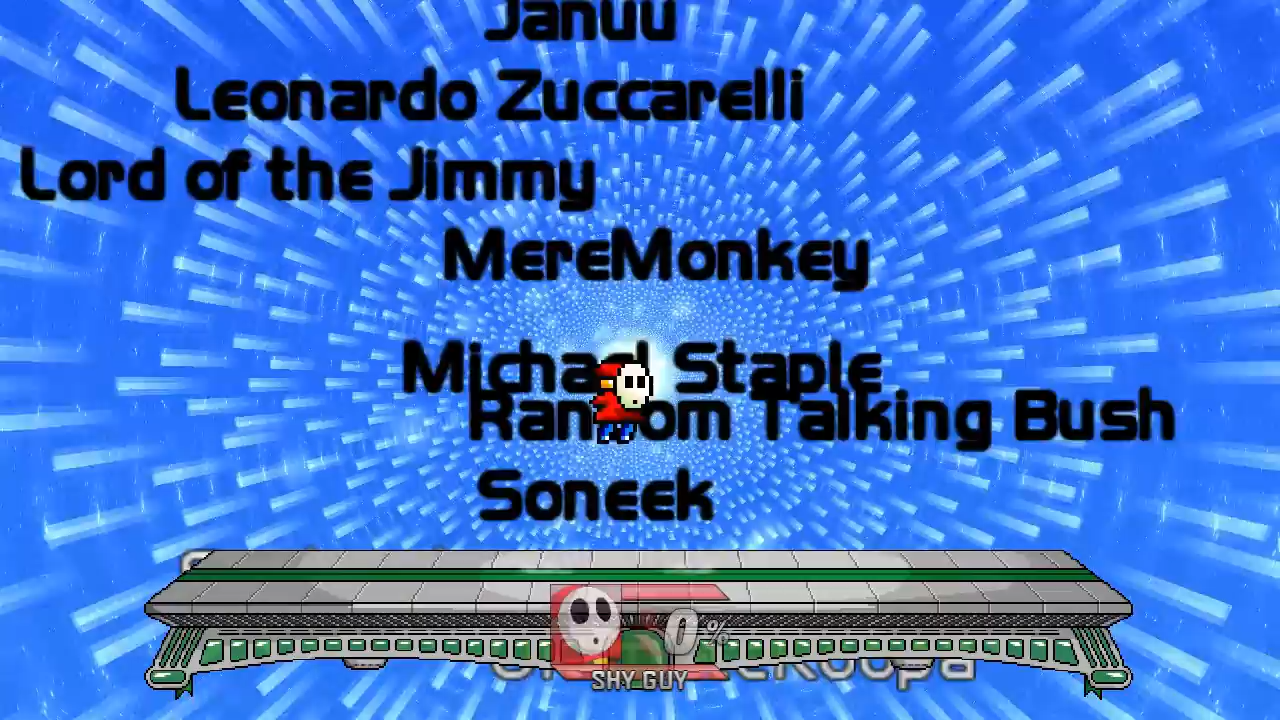 Januu
Leonardo Zuccarelli
Lord of the Jimmy
MereMonkey
Michael Staple
Random Talking Bush
Soneek
0%
SHY GUY